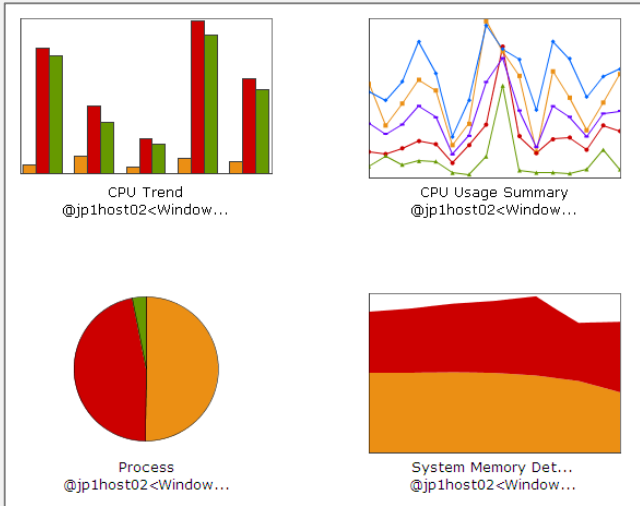 CPU Trend
@jp1host02<Window...
CPU Usage Summary
@jp1host02<Window...
Process
@jp1host02<Window...
System Memory Det...
@jp1host02<Window...